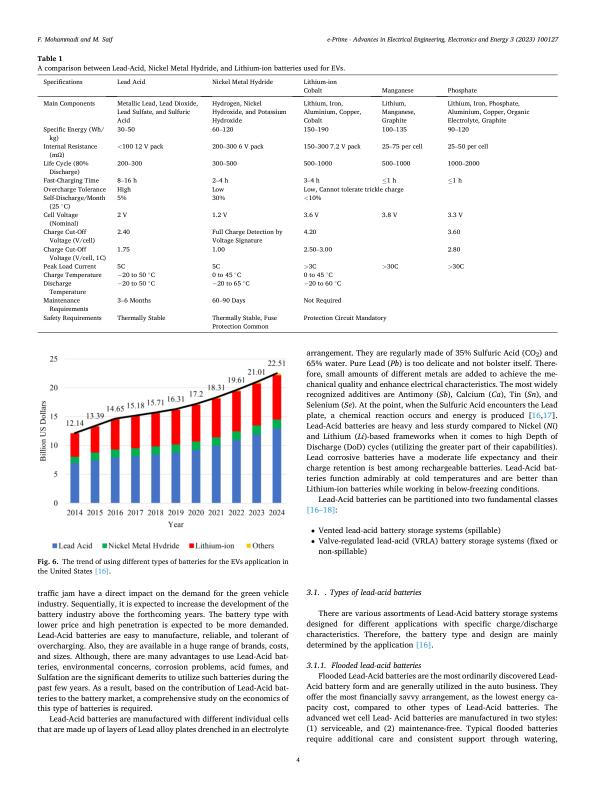 F. Mohammadi and M. Saif
e-Prime - Advances in Electrical Engineering, Electronics and Energy 3 (2023) 100127
Table 1
A comparison between Lead-Acid, Nickel Metal Hydride, and Lithium-ion batteries used for EVs.
Specifications Lead Acid Nickel Metal Hydride Lithium-ion
Cobalt Manganese Phosphate
Main Components Metallic Lead, Lead Dioxide, Hydrogen, Nickel Lithium, Iron, Lithium, Lithium, Iron, Phosphate,
Lead Sulfate, and Sulfuric Hydroxide, and Potassium Aluminium, Copper, Manganese, Aluminium, Copper, Organic
Acid Hydroxide Cobalt Graphite Electrolyte, Graphite
Specific Energy (Wh/ 30–50 60–120 150–190 100–135 90–120
kg)
Internal Resistance <100 12 V pack 200–300 6 V pack 150–300 7.2 V pack 25–75 per cell 25–50 per cell
(mΩ)
Life Cycle (80% 200–300 300–500 500–1000 500–1000 1000–2000
Discharge)
Fast-Charging Time 8–16 h 2–4 h 3–4 h ≤1 h ≤1 h
Overcharge Tolerance High Low Low, Cannot tolerate trickle charge
Self-Discharge/Month 5% 30% <10%
(25 °C)
Cell Voltage 2 V 1.2 V 3.6 V 3.8 V 3.3 V
(Nominal)
Charge Cut-Off 2.40 Full Charge Detection by 4.20 3.60
Voltage (V/cell) Voltage Signature
Charge Cut-Off 1.75 1.00 2.50–3.00 2.80
Voltage (V/cell, 1C)
Peak Load Current 5C 5C >3C >30C >30C
Charge Temperature −20 to 50 °C 0 to 45 °C 0 to 45 °C
Discharge −20 to 50 °C −20 to 65 °C −20 to 60 °C
Temperature
Maintenance 3–6 Months 60–90 Days Not Required
Requirements
Safety Requirements Thermally Stable Thermally Stable, Fuse Protection Circuit Mandatory
Protection Common
Billion US Dollars
25
20
15
10
5
0
12.14 13.39 14.65 15.18 15.71 16.31 17.2 18.31 19.61 21.01 22.51
2014 2015 2016 2017 2018 2019 2020 2021 2022 2023 2024
Year
Lead Acid Nickel Metal Hydride Lithium-ion Others
Fig. 6. The trend of using different types of batteries for the EVs application in
the United States [16].
traffic jam have a direct impact on the demand for the green vehicle
industry. Sequentially, it is expected to increase the development of the
battery industry above the forthcoming years. The battery type with
lower price and high penetration is expected to be more demanded.
Lead-Acid batteries are easy to manufacture, reliable, and tolerant of
overcharging. Also, they are available in a huge range of brands, costs,
and sizes. Although, there are many advantages to use Lead-Acid bat-
teries, environmental concerns, corrosion problems, acid fumes, and
Sulfation are the significant demerits to utilize such batteries during the
past few years. As a result, based on the contribution of Lead-Acid bat-
teries to the battery market, a comprehensive study on the economics of
this type of batteries is required.
Lead-Acid batteries are manufactured with different individual cells
that are made up of layers of Lead alloy plates drenched in an electrolyte
arrangement. They are regularly made of 35% Sulfuric Acid (CO2) and
65% water. Pure Lead (Pb) is too delicate and not bolster itself. There-
fore, small amounts of different metals are added to achieve the me-
chanical quality and enhance electrical characteristics. The most widely
recognized additives are Antimony (Sb), Calcium (Ca), Tin (Sn), and
Selenium (Se). At the point, when the Sulfuric Acid encounters the Lead
plate, a chemical reaction occurs and energy is produced [16,17].
Lead-Acid batteries are heavy and less sturdy compared to Nickel (Ni)
and Lithium (Li)-based frameworks when it comes to high Depth of
Discharge (DoD) cycles (utilizing the greater part of their capabilities).
Lead corrosive batteries have a moderate life expectancy and their
charge retention is best among rechargeable batteries. Lead-Acid bat-
teries function admirably at cold temperatures and are better than
Lithium-ion batteries while working in below-freezing conditions.
Lead-Acid batteries can be partitioned into two fundamental classes
[16–18]:
• Vented lead-acid battery storage systems (spillable)
• Valve-regulated lead-acid (VRLA) battery storage systems (fixed or
non-spillable)
3.1. . Types of lead-acid batteries
There are various assortments of Lead-Acid battery storage systems
designed for different applications with specific charge/discharge
characteristics. Therefore, the battery type and design are mainly
determined by the application [16].
3.1.1. Flooded lead-acid batteries
Flooded Lead-Acid batteries are the most ordinarily discovered Lead-
Acid battery form and are generally utilized in the auto business. They
offer the most financially savvy arrangement, as the lowest energy ca-
pacity cost, compared to other types of Lead-Acid batteries. The
advanced wet cell Lead- Acid batteries are manufactured in two styles:
(1) serviceable, and (2) maintenance-free. Typical flooded batteries
require additional care and consistent support through watering,
4